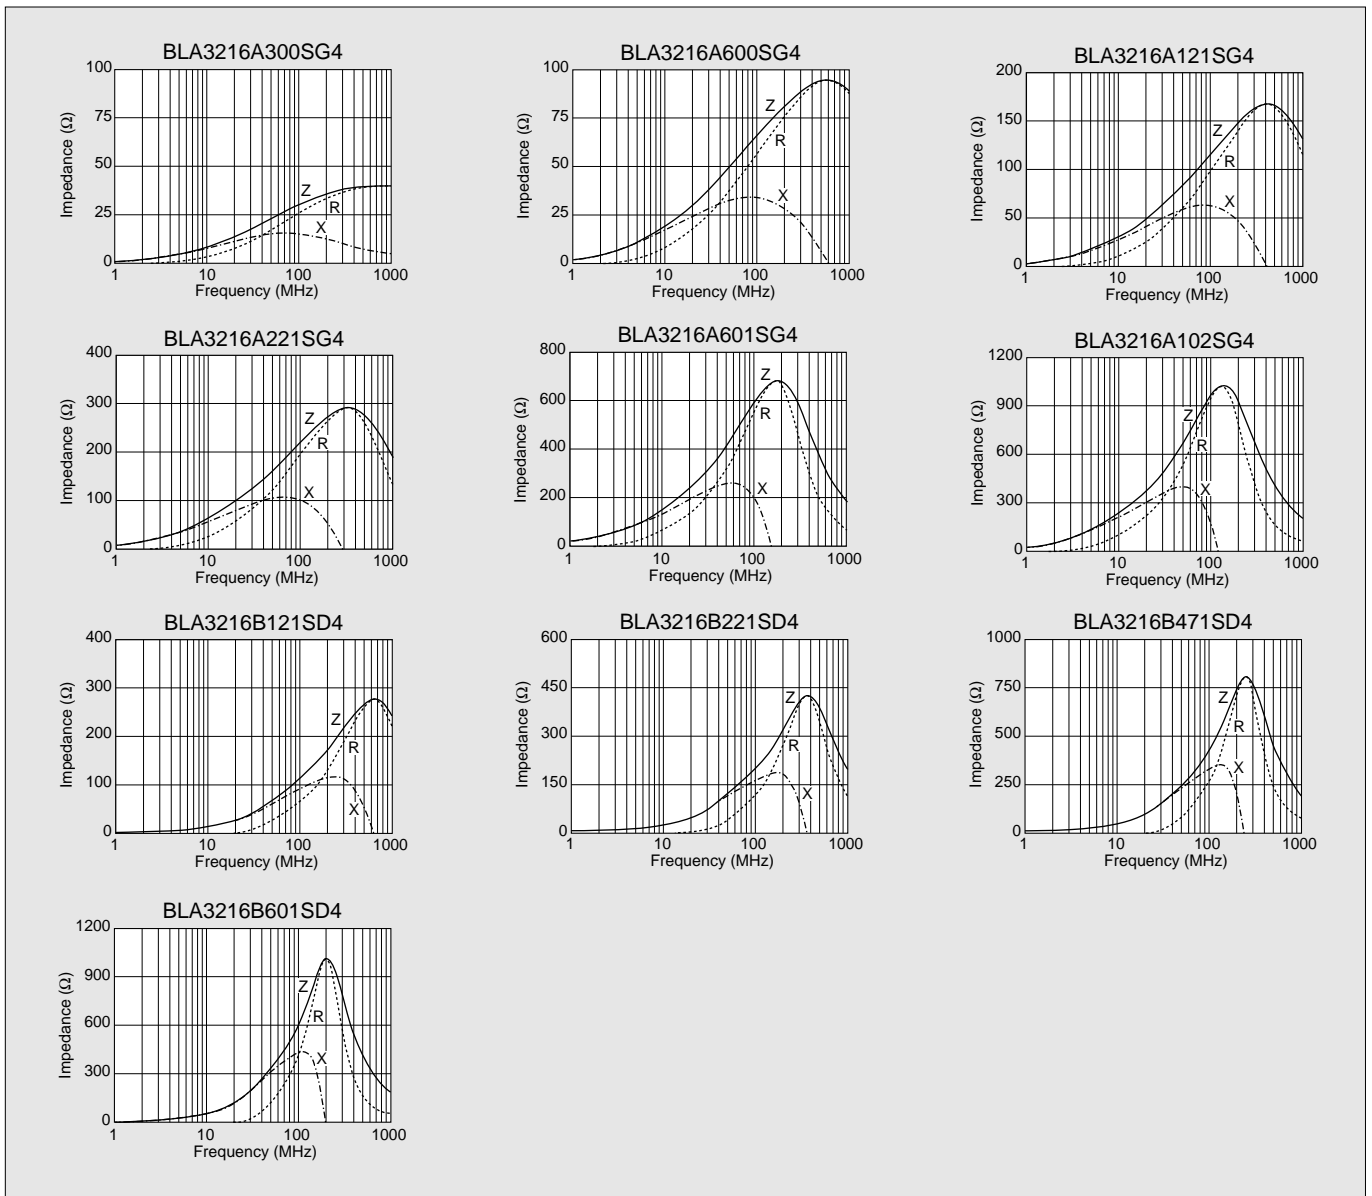 BLA3216A300SG4
100
75
50
25
0
Impedance (Ω)
Z
R
X
1
10
100
1000
Frequency (MHz)
BLA3216A600SG4
100
75
50
25
0
Impedance (Ω)
Z
R
X
1
10
100
1000
Frequency (MHz)
BLA3216A121SG4
200
150
100
50
0
Impedance (Ω)
Z
R
X
1
10
100
1000
Frequency (MHz)
BLA3216A221SG4
400
300
200
100
0
Impedance (Ω)
Z
R
X
1
10
100
1000
Frequency (MHz)
BLA3216A601SG4
800
600
400
200
0
Impedance (Ω)
Z
R
X
1
10
100
1000
Frequency (MHz)
BLA3216A102SG4
1200
900
600
300
0
Impedance (Ω)
Z
R
X
1
10
100
1000
Frequency (MHz)
BLA3216B121SD4
400
300
200
100
0
Impedance (Ω)
Z
R
X
1
10
100
1000
Frequency (MHz)
BLA3216B221SD4
600
450
300
150
0
Impedance (Ω)
Z
R
X
1
10
100
1000
Frequency (MHz)
BLA3216B471SD4
1000
750
500
250
0
Impedance (Ω)
Z
R
X
1
10
100
1000
Frequency (MHz)
BLA3216B601SD4
1200
900
600
300
0
Impedance (Ω)
Z
R
X
1
10
100
1000
Frequency (MHz)